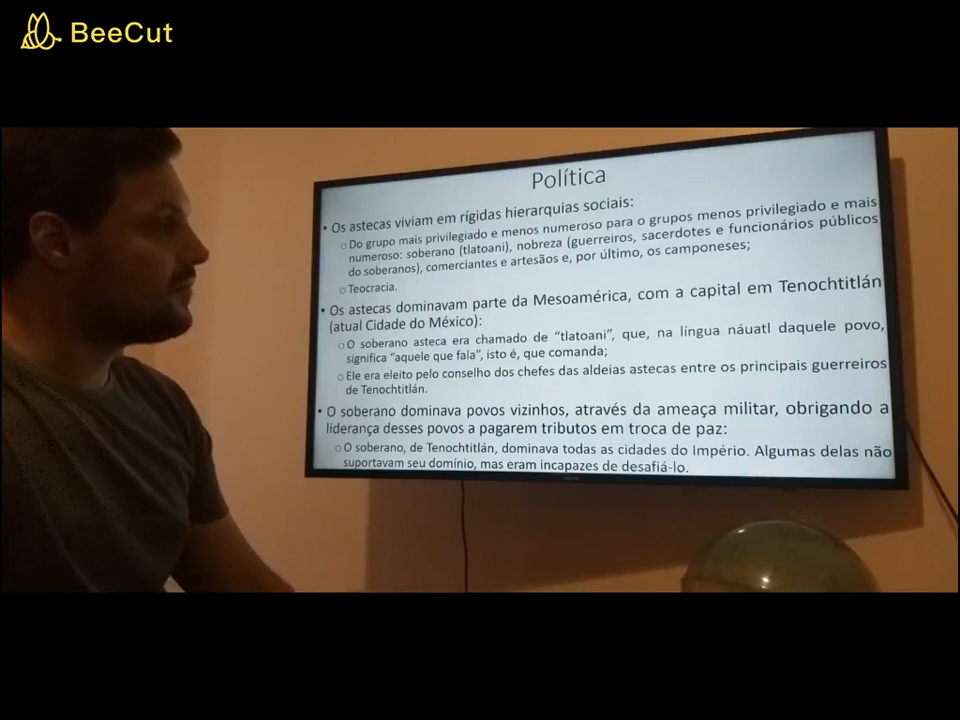 BeeCut
Política
• Os astecas viviam em rígidas hierarquias sociais:
○ Do grupo mais privilegiado e menos numeroso para o grupos menos privilegiado e mais
numeroso: soberano (tlatoani), nobreza (guerreiros, sacerdotes e funcionários públicos
do soberanos), comerciantes e artesãos e, por último, os camponeses;
○ Teocracia.
• Os astecas dominavam parte da Mesoamérica, com a capital em Tenochtitlán
(atual Cidade do México):
○ O soberano asteca era chamado de “tlatoani”, que, na língua náuatl daquele povo,
significa “aquele que fala”, isto é, que comanda;
○ Ele era eleito pelo conselho dos chefes das aldeias astecas entre os principais guerreiros
de Tenochtitlán.
• O soberano dominava povos vizinhos, através da ameaça militar, obrigando a
liderança desses povos a pagarem tributos em troca de paz:
○ O soberano, de Tenochtitlán, dominava todas as cidades do Império. Algumas delas não
suportavam seu domínio, mas eram incapazes de desafiá-lo.